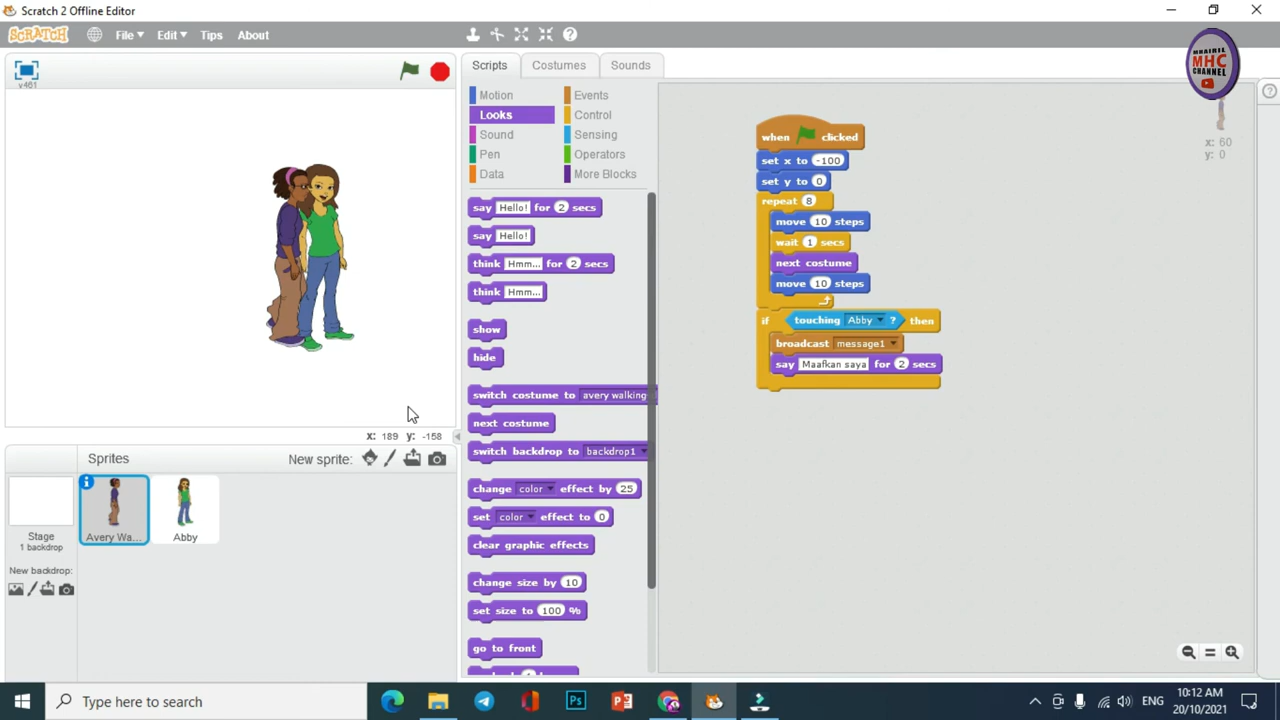 Scratch 2 Offline Editor
SCRATCH
File Edit Tips About
MHAIRIEL
MHC
CHANNEL
v461
Scripts Costumes Sounds
Motion Events
Looks Control
Sound Sensing
Pen Operators
Data More Blocks
say Hello! for 2 secs
say Hello!
think Hmm... for 2 secs
think Hmm...
show
hide
switch costume to avery walking
next costume
switch backdrop to backdrop1
change color effect by 25
set color effect to 0
clear graphic effects
change size by 10
set size to 100 %
go to front
when clicked
set x to -100
set y to 0
repeat 8
move 10 steps
wait 1 secs
next costume
move 10 steps
if touching Abby ? then
broadcast message1
say Maafkan saya for 2 secs
x: 60
y: 0
x: 189 y: -158
Sprites New sprite:
Stage
1 backdrop
New backdrop:
Avery Wa...
Abby
Type here to search
ENG
10:12 AM
20/10/2021